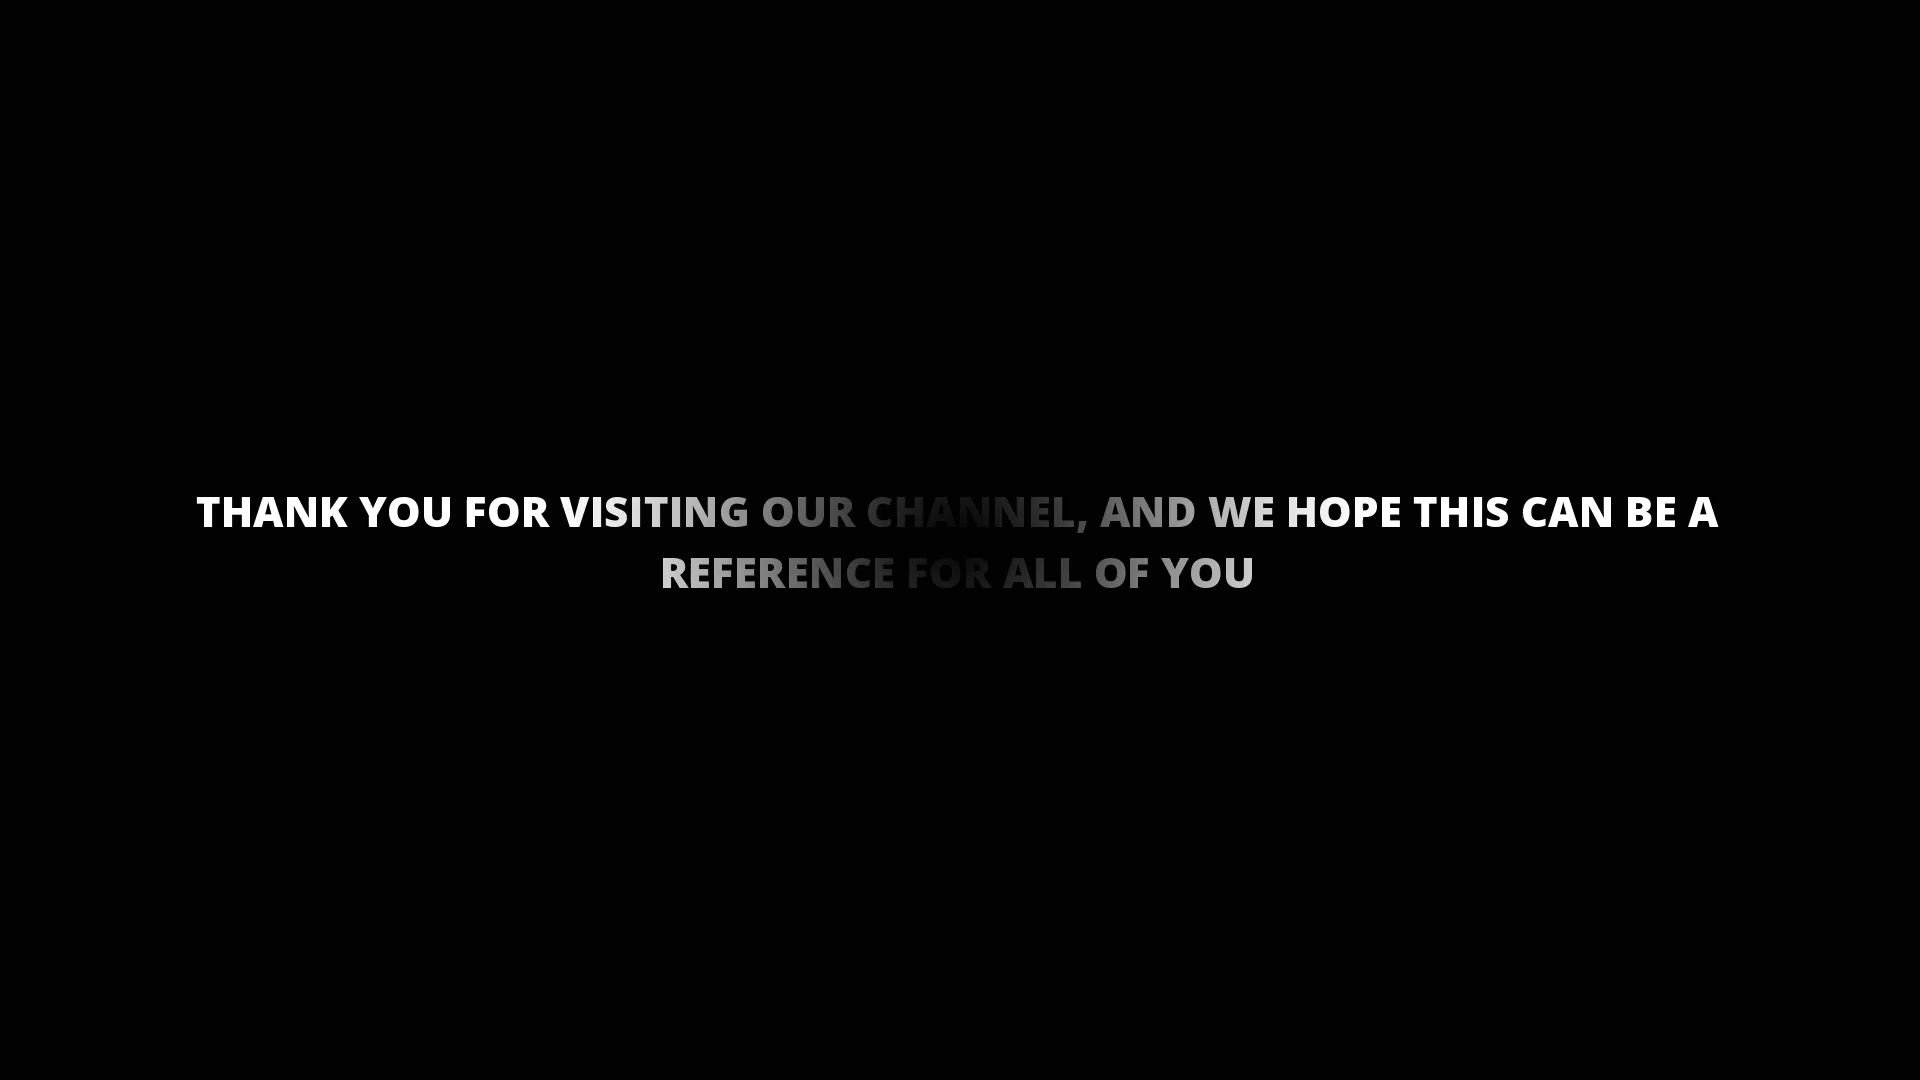 THANK YOU FOR VISITING OUR CHANNEL, AND WE HOPE THIS CAN BE A
REFERENCE FOR ALL OF YOU